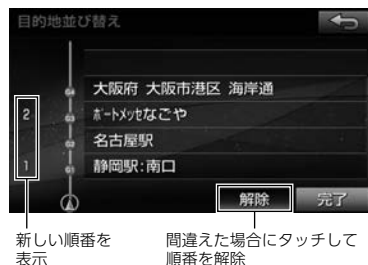 目的地並び替え
大阪府 大阪市港区 海岸通
2
ポートメッセなごや
名古屋駅
1
静岡駅:南口
解除
完了
新しい順番を
表示
間違えた場合にタッチして
順番を解除